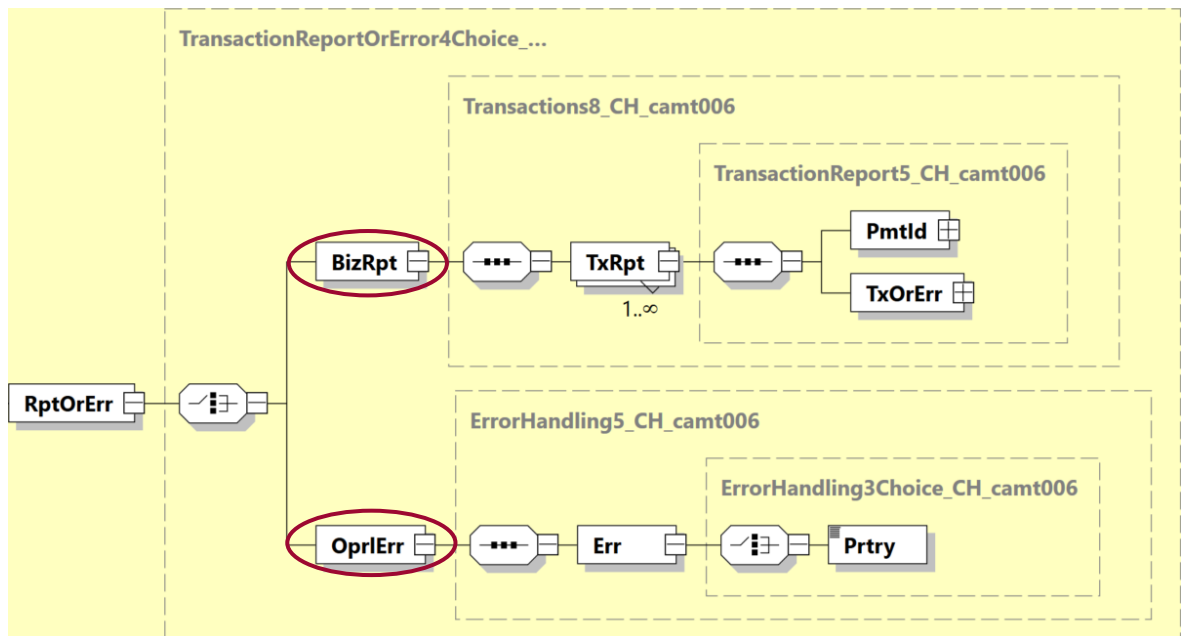 TransactionReportOrError4Choice_...
Transactions8_CH_camt006
TransactionReport5_CH_camt006
PmtId
BizRpt
TxRpt
TxOrErr
1..∞
RptOrErr
ErrorHandling5_CH_camt006
ErrorHandling3Choice_CH_camt006
OprlErr
Err
Prtry